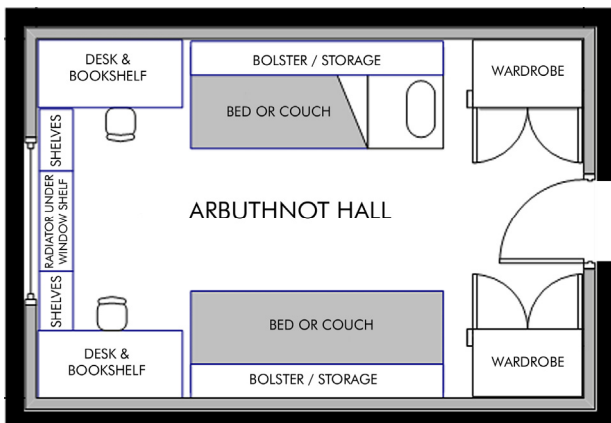 DESK &
BOOKSHELF
BOLSTER / STORAGE
WARDROBE
BED OR COUCH
SHELVES
RADIATOR UNDER
WINDOW SHELF
ARBUTHNOT HALL
SHELVES
BED OR COUCH
DESK &
BOOKSHELF
BOLSTER / STORAGE
WARDROBE